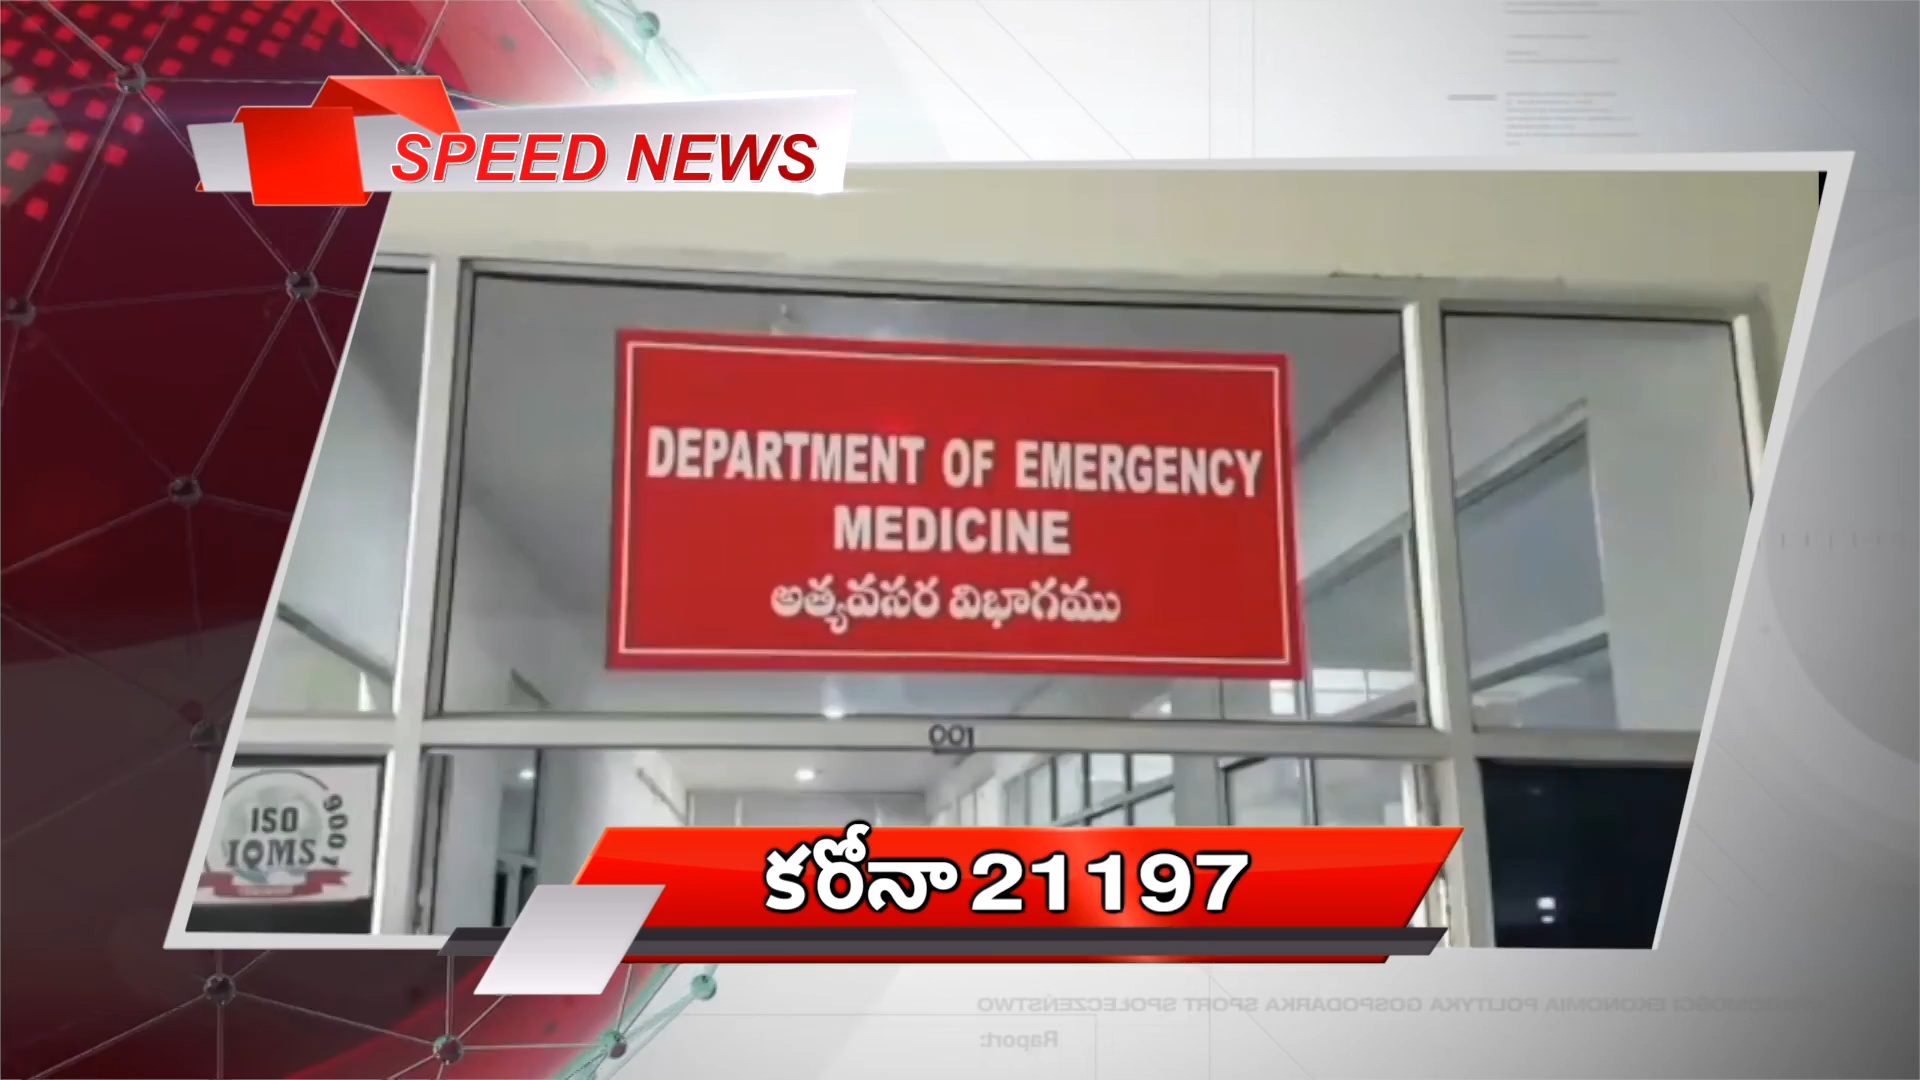 SPEED NEWS
DEPARTMENT OF EMERGENCY
MEDICINE
అత్యవసర విభాగము
001
ISO
9001
IQMS
కరోనా 21197